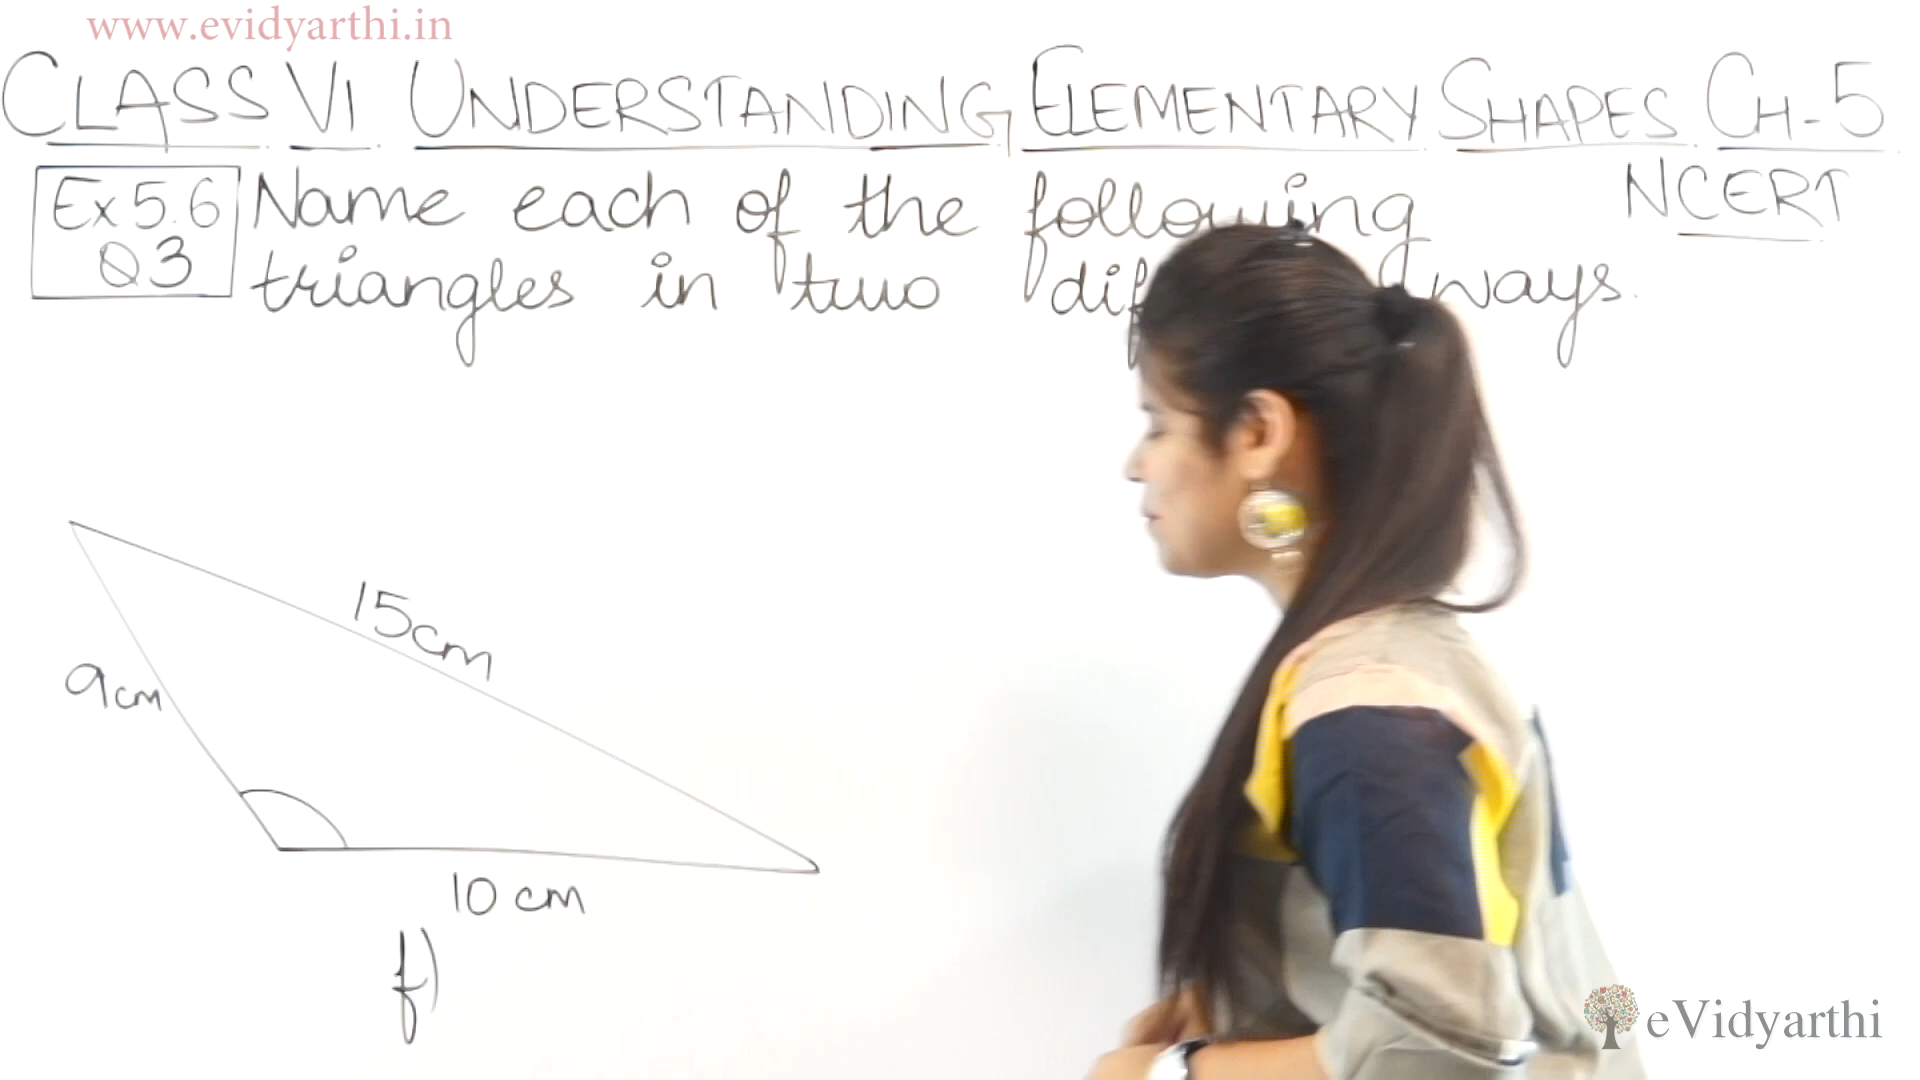 www.evidyarthi.in
CLASS VI UNDERSTANDING ELEMENTARY SHAPES CH-5
NCERT
Ex 5.6
Q3
Name each of the following
triangles in two ways.
15cm
9cm
10 cm
f)
eVidyarthi